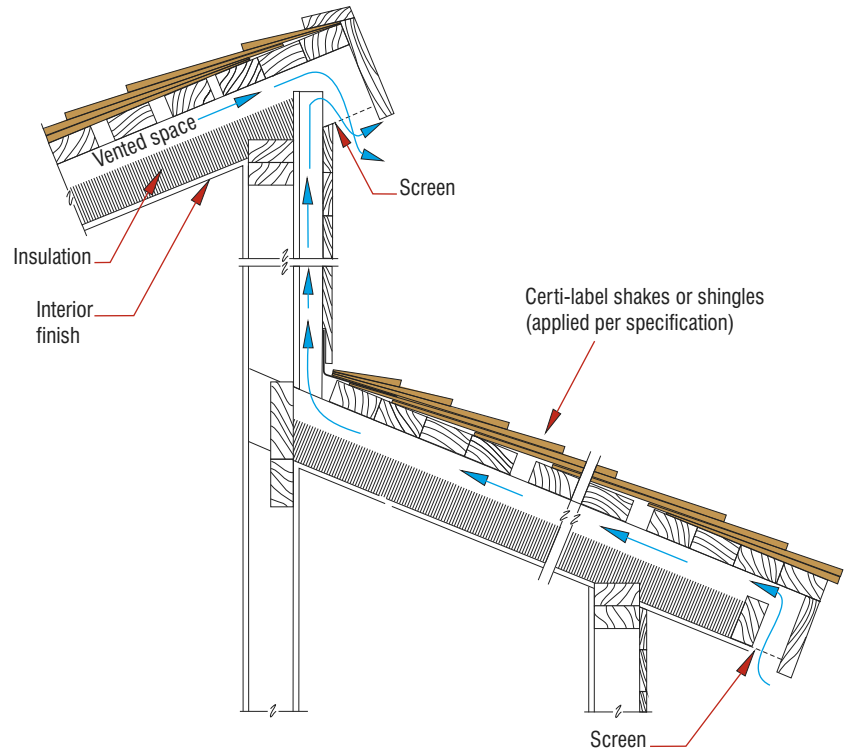 Vented space
Screen
Insulation
Interior
finish
Certi-label shakes or shingles
(applied per specification)
Screen